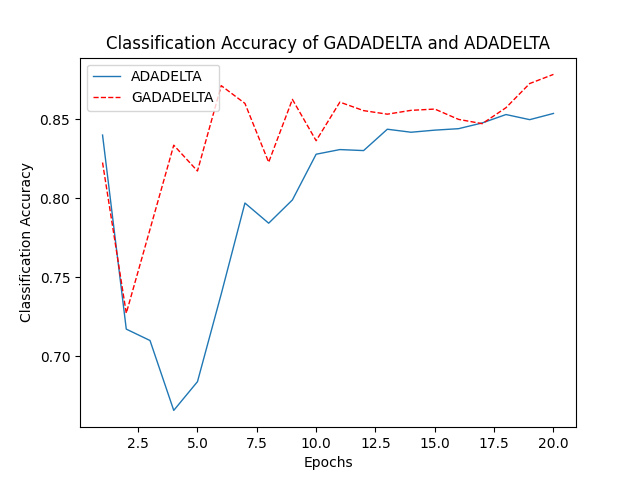 Classification Accuracy of GADADELTA and ADADELTA
ADADELTA
GADADELTA
Classification Accuracy
0.85
0.80
0.75
0.70
2.5 5.0 7.5 10.0 12.5 15.0 17.5 20.0
Epochs